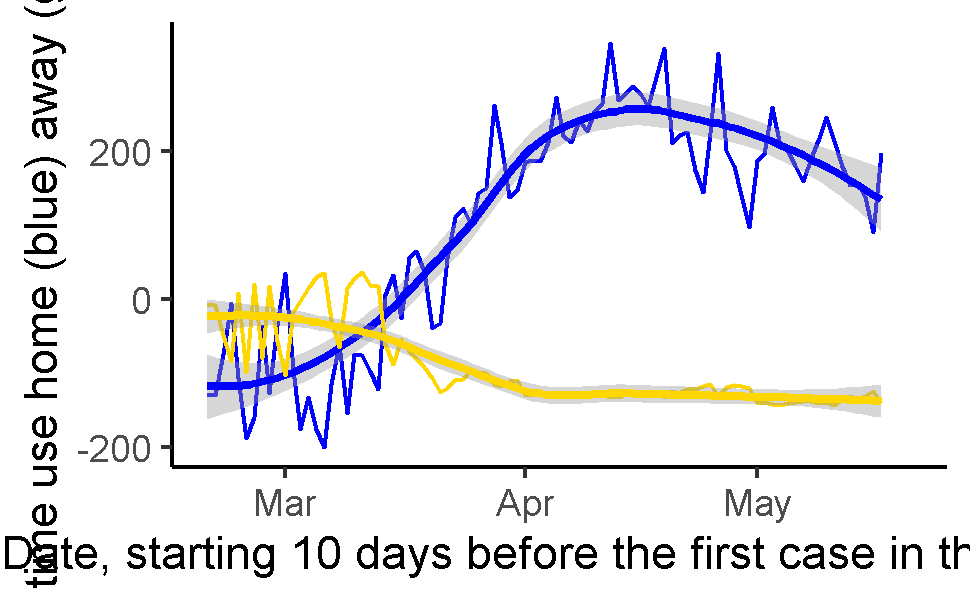 time use home (blue) away (
200
0
-200
Mar
Apr
May
Date, starting 10 days before the first case in